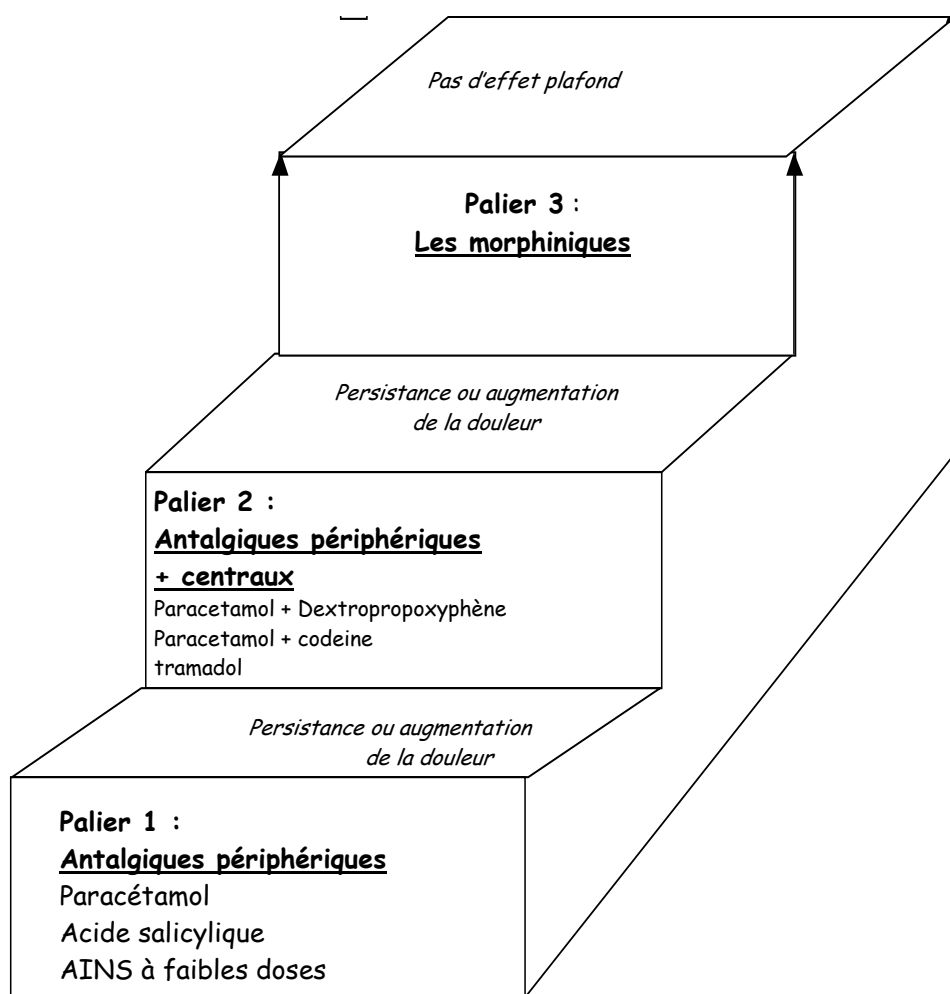 Pas d'effet plafond
Palier 3 :
Les morphiniques
Persistance ou augmentation
de la douleur
Palier 2 :
Antalgiques périphériques
+ centraux
Paracetamol + Dextropropoxyphène
Paracetamol + codeine
tramadol
Persistance ou augmentation
de la douleur
Palier 1 :
Antalgiques périphériques
Paracétamol
Acide salicylique
AINS à faibles doses